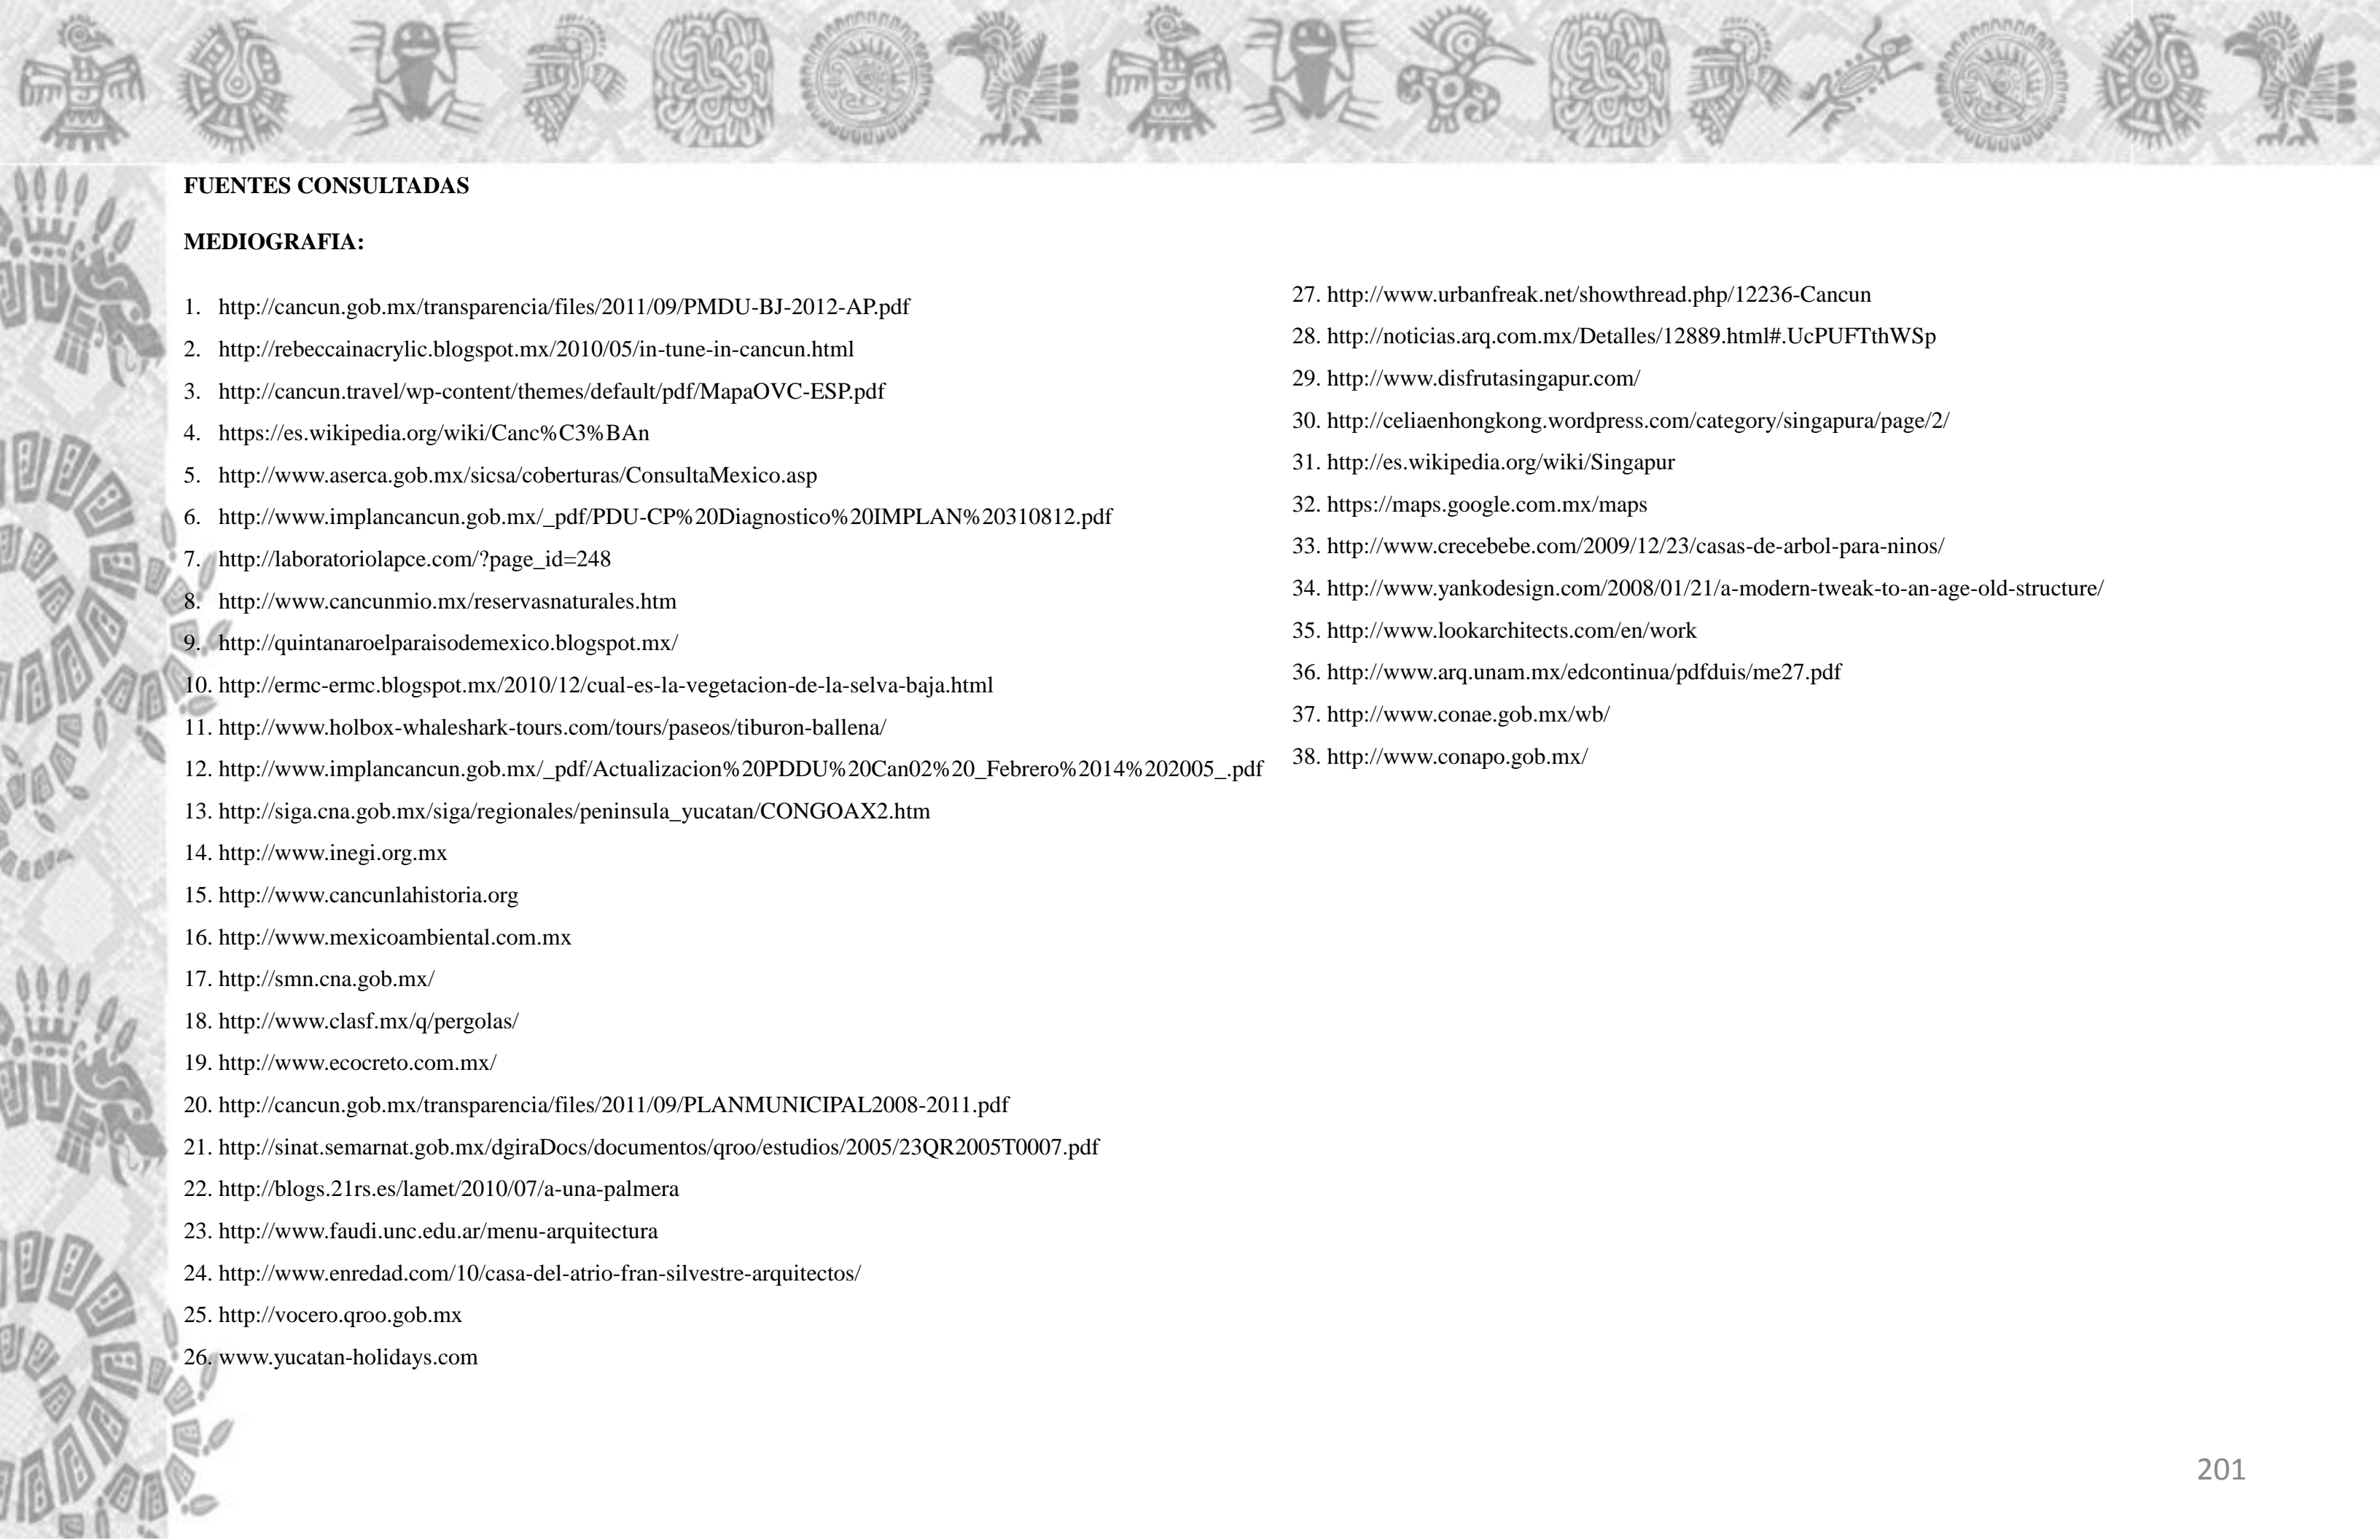 FUENTES CONSULTADAS
MEDIOGRAFIA:
1. http://cancun.gob.mx/transparencia/files/2011/09/PMDU-BJ-2012-AP.pdf
2. http://rebeccainacrylic.blogspot.mx/2010/05/in-tune-in-cancun.html
3. http://cancun.travel/wp-content/themes/default/pdf/MapaOVC-ESP.pdf
4. https://es.wikipedia.org/wiki/Canc%C3%BAn
5. http://www.aserca.gob.mx/sicsa/coberturas/ConsultaMexico.asp
6. http://www.implancancun.gob.mx/_pdf/PDU-CP%20Diagnostico%20IMPLAN%20310812.pdf
7. http://laboratoriolapce.com/?page_id=248
8. http://www.cancunmio.mx/reservasnaturales.htm
9. http://quintanaroelparaisodemexico.blogspot.mx/
10. http://ermc-ermc.blogspot.mx/2010/12/cual-es-la-vegetacion-de-la-selva-baja.html
11. http://www.holbox-whaleshark-tours.com/tours/paseos/tiburon-ballena/
12. http://www.implancancun.gob.mx/_pdf/Actualizacion%20PDDU%20Can02%20_Febrero%2014%202005_.pdf
13. http://siga.cna.gob.mx/siga/regionales/peninsula_yucatan/CONGOAX2.htm
14. http://www.inegi.org.mx
15. http://www.cancunlahistoria.org
16. http://www.mexicoambiental.com.mx
17. http://smn.cna.gob.mx/
18. http://www.clasf.mx/q/pergolas/
19. http://www.ecocreto.com.mx/
20. http://cancun.gob.mx/transparencia/files/2011/09/PLANMUNICIPAL2008-2011.pdf
21. http://sinat.semarnat.gob.mx/dgiraDocs/documentos/qroo/estudios/2005/23QR2005T0007.pdf
22. http://blogs.21rs.es/lamet/2010/07/a-una-palmera
23. http://www.faudi.unc.edu.ar/menu-arquitectura
24. http://www.enredad.com/10/casa-del-atrio-fran-silvestre-arquitectos/
25. http://vocero.qroo.gob.mx
26. www.yucatan-holidays.com
27. http://www.urbanfreak.net/showthread.php/12236-Cancun
28. http://noticias.arq.com.mx/Detalles/12889.html#.UcPUFTthWSp
29. http://www.disfrutasingapur.com/
30. http://celiaenhongkong.wordpress.com/category/singapura/page/2/
31. http://es.wikipedia.org/wiki/Singapur
32. https://maps.google.com.mx/maps
33. http://www.crecebebe.com/2009/12/23/casas-de-arbol-para-ninos/
34. http://www.yankodesign.com/2008/01/21/a-modern-tweak-to-an-age-old-structure/
35. http://www.lookarchitects.com/en/work
36. http://www.arq.unam.mx/edcontinua/pdfduis/me27.pdf
37. http://www.conae.gob.mx/wb/
38. http://www.conapo.gob.mx/
201